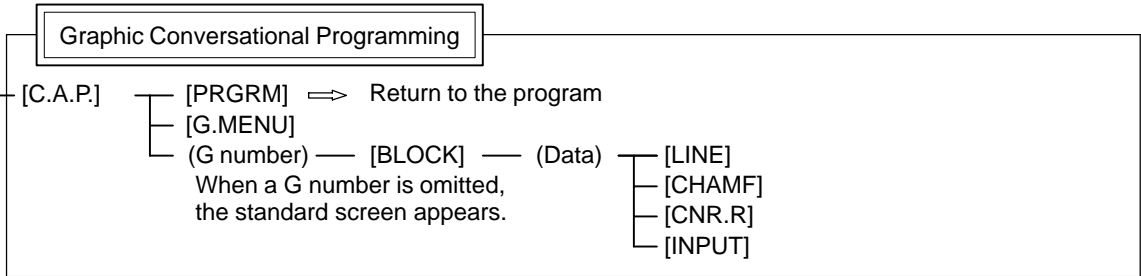 Graphic Conversational Programming
[C.A.P.] [PRGRM] Return to the program
[G.MENU]
(G number) [BLOCK] (Data) [LINE]
When a G number is omitted, [CHAMF]
the standard screen appears. [CNR.R]
[INPUT]